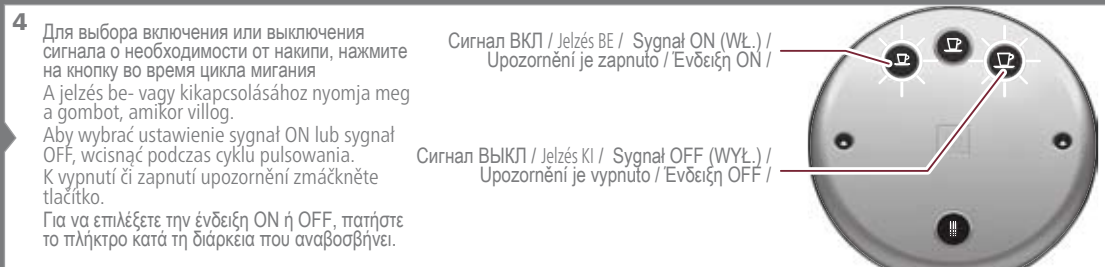 4
Для выбора включения или выключения
сигнала о необходимости от накипи, нажмите
на кнопку во время цикла мигания
A jelzés be- vagy kikapcsolásához nyomja meg
a gombot, amikor villog.
Aby wybrać ustawienie sygnał ON lub sygnał
OFF, wcisnąć podczas cyklu pulsowania.
K vypnutí či zapnutí upozornění zmáčkněte
tlačítko.
Για να επιλέξετε την ένδειξη ON ή OFF, πατήστε
το πλήκτρο κατά τη διάρκεια που αναβοσβήνει.
Сигнал ВКЛ / Jelzés BE / Sygnał ON (WŁ.) /
Upozornění je zapnuto / Ένδειξη ON /
Сигнал ВЫКЛ / Jelzés KI / Sygnał OFF (WYŁ.) /
Upozornění je vypnuto / Ένδειξη OFF /